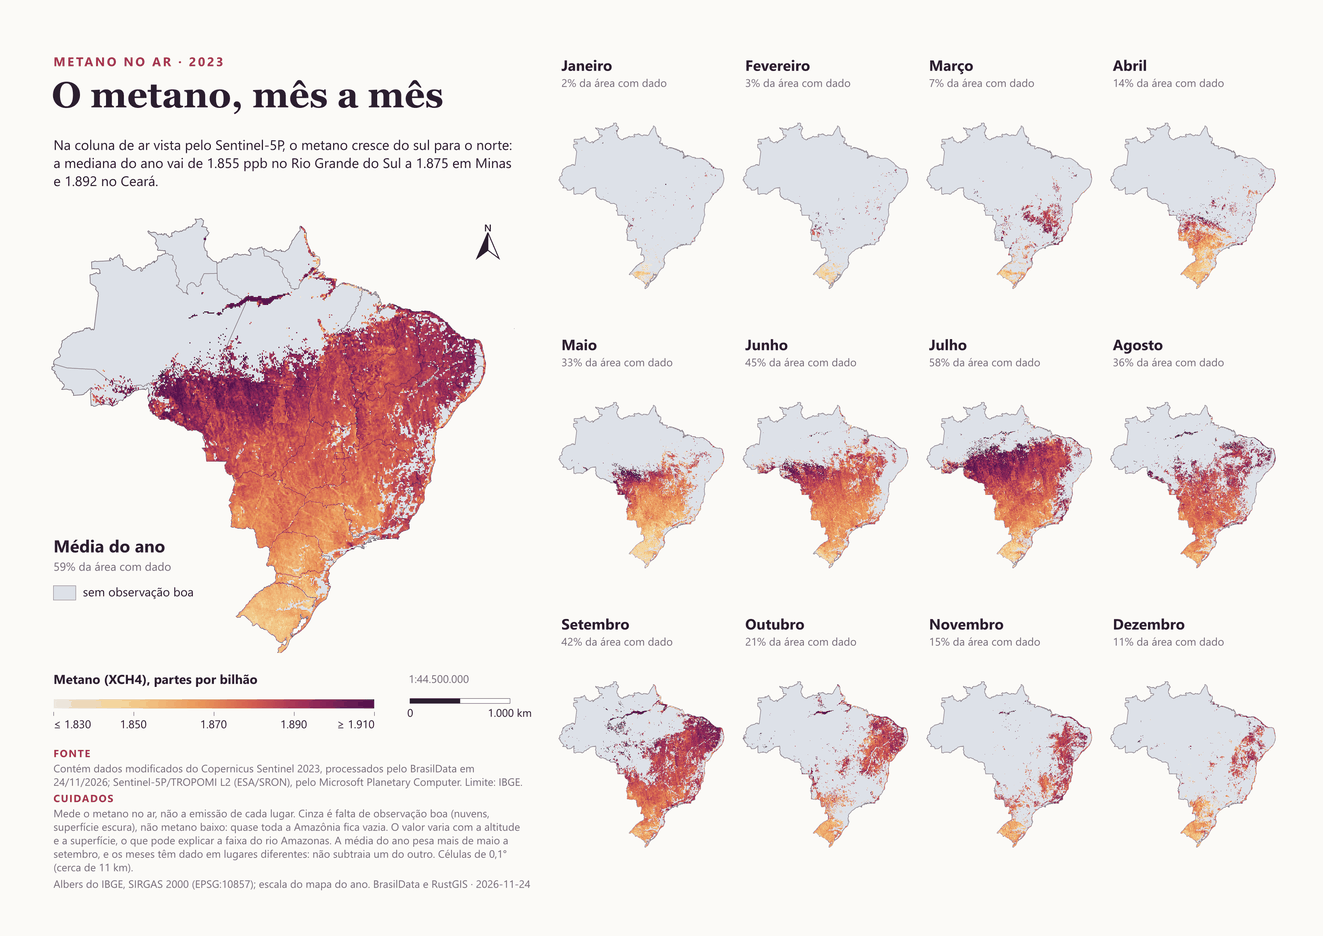 METANO NO AR · 2023
O metano, mês a mês
Na coluna de ar vista pelo Sentinel-5P, o metano cresce do sul para o norte:
a mediana do ano vai de 1.855 ppb no Rio Grande do Sul a 1.875 em Minas
e 1.892 no Ceará.
N
Média do ano
59% da área com dado
sem observação boa
Metano (XCH4), partes por bilhão
≤ 1.830 1.850 1.870 1.890 ≥ 1.910
1:44.500.000
0 1.000 km
FONTE
Contém dados modificados do Copernicus Sentinel 2023, processados pelo BrasilData em
24/11/2026; Sentinel-5P/TROPOMI L2 (ESA/SRON), pelo Microsoft Planetary Computer. Limite: IBGE.
CUIDADOS
Mede o metano no ar, não a emissão de cada lugar. Cinza é falta de observação boa (nuvens,
superfície escura), não metano baixo: quase toda a Amazônia fica vazia. O valor varia com a altitude
e a superfície, o que pode explicar a faixa do rio Amazonas. A média do ano pesa mais de maio a
setembro, e os meses têm dado em lugares diferentes: não subtraia um do outro. Células de 0,1°
(cerca de 11 km).
Albers do IBGE, SIRGAS 2000 (EPSG:10857); escala do mapa do ano. BrasilData e RustGIS · 2026-11-24
Janeiro
2% da área com dado
Fevereiro
3% da área com dado
Março
7% da área com dado
Abril
14% da área com dado
Maio
33% da área com dado
Junho
45% da área com dado
Julho
58% da área com dado
Agosto
36% da área com dado
Setembro
42% da área com dado
Outubro
21% da área com dado
Novembro
15% da área com dado
Dezembro
11% da área com dado